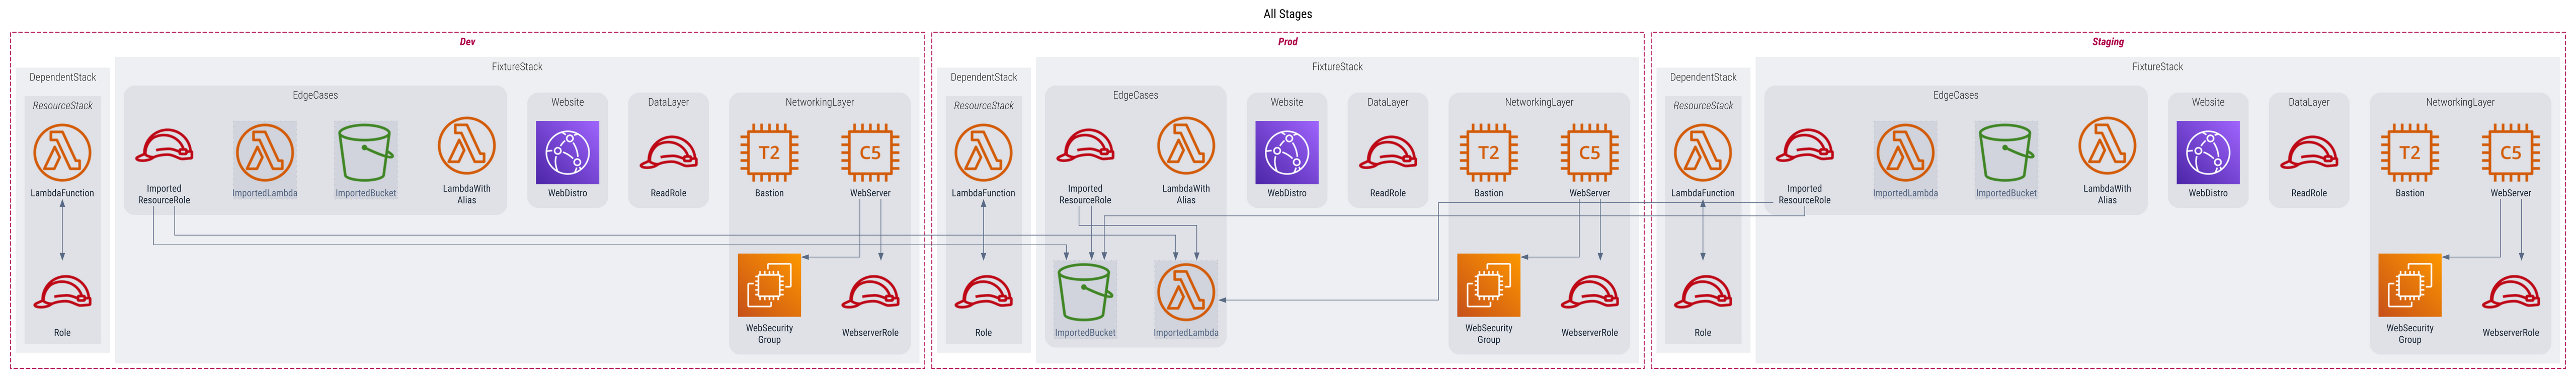 All Stages
Dev
DependentStack
ResourceStack
LambdaFunction
Role
FixtureStack
EdgeCases
Imported
ResourceRole
ImportedLambda
ImportedBucket
LambdaWith
Alias
Website
WebDistro
DataLayer
ReadRole
NetworkingLayer
T2
Bastion
C5
WebServer
WebSecurity
Group
WebserverRole
Prod
DependentStack
ResourceStack
LambdaFunction
Role
FixtureStack
EdgeCases
Imported
ResourceRole
LambdaWith
Alias
ImportedBucket
ImportedLambda
Website
WebDistro
DataLayer
ReadRole
NetworkingLayer
T2
Bastion
C5
WebServer
WebSecurity
Group
WebserverRole
Staging
DependentStack
ResourceStack
LambdaFunction
Role
FixtureStack
EdgeCases
Imported
ResourceRole
ImportedLambda
ImportedBucket
LambdaWith
Alias
Website
WebDistro
DataLayer
ReadRole
NetworkingLayer
T2
Bastion
C5
WebServer
WebSecurity
Group
WebserverRole